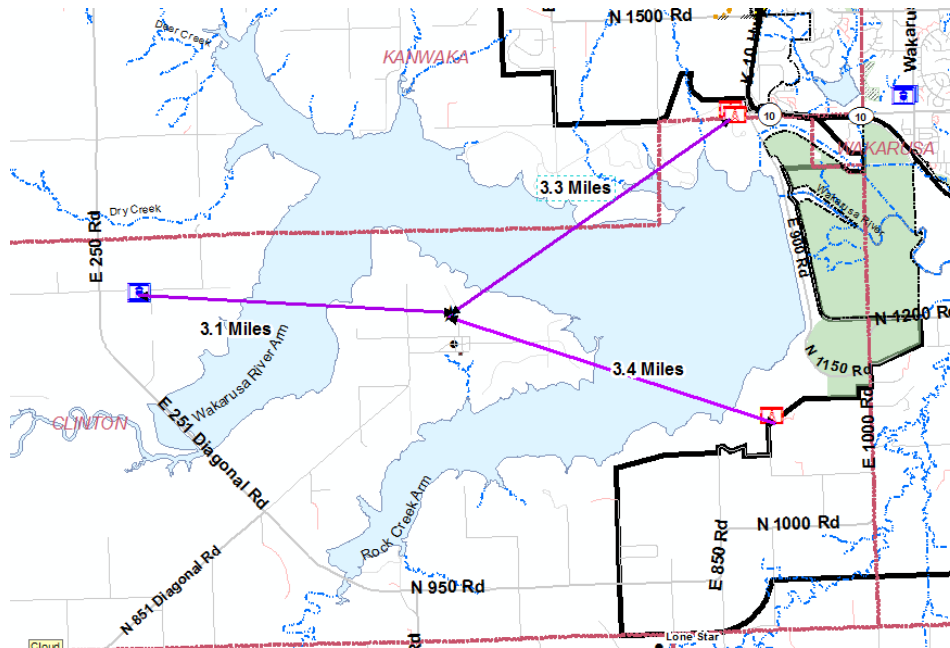 N 1500 Rd
Deer Creek
KANWAKA
K 10
Wakarus
10
10
WAKARUSA
3.3 Miles
Dry Creek
Wakarusa River
E 250 Rd
E 900 Rd
3.1 Miles
N 1200 Rd
Wakarusa River Arm
N 1150 Rd
3.4 Miles
CLINTON
E 251 Diagonal Rd
E 1000 Rd
Rock Creek Arm
N 1000 Rd
E 850 Rd
N 851 Diagonal Rd
N 950 Rd
Rd
Lone Star
Cloud